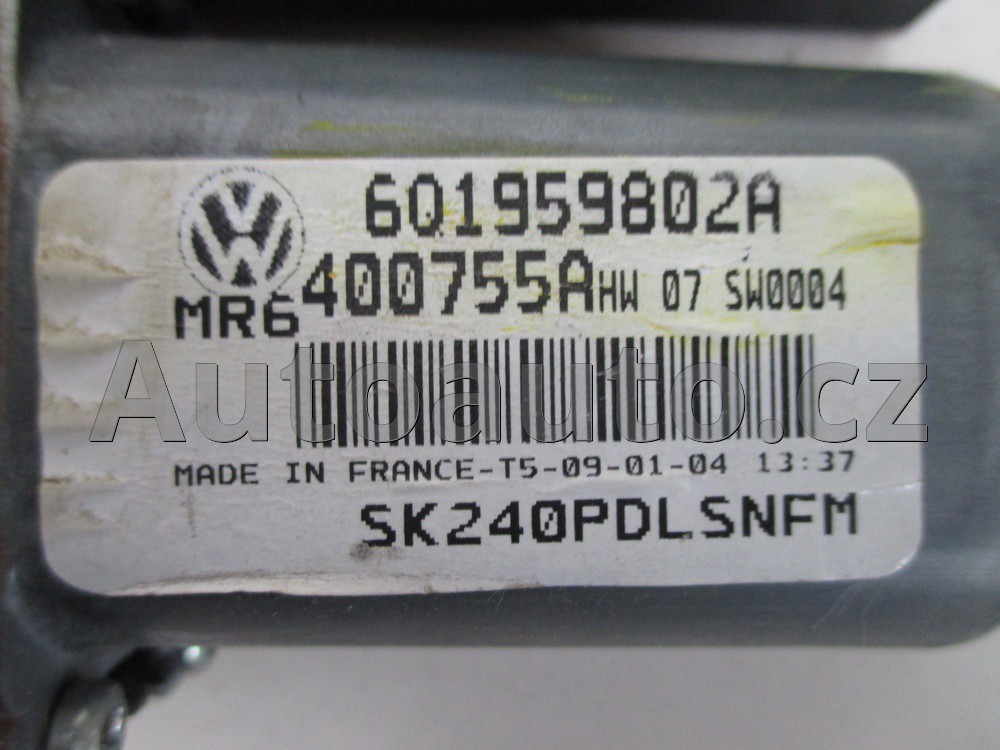 6Q1959802A
400755A HW 07 SW0004
MR6
Autoauto.cz
MADE IN FRANCE-T5-09-01-04 13:37
SK240PDLSNFM